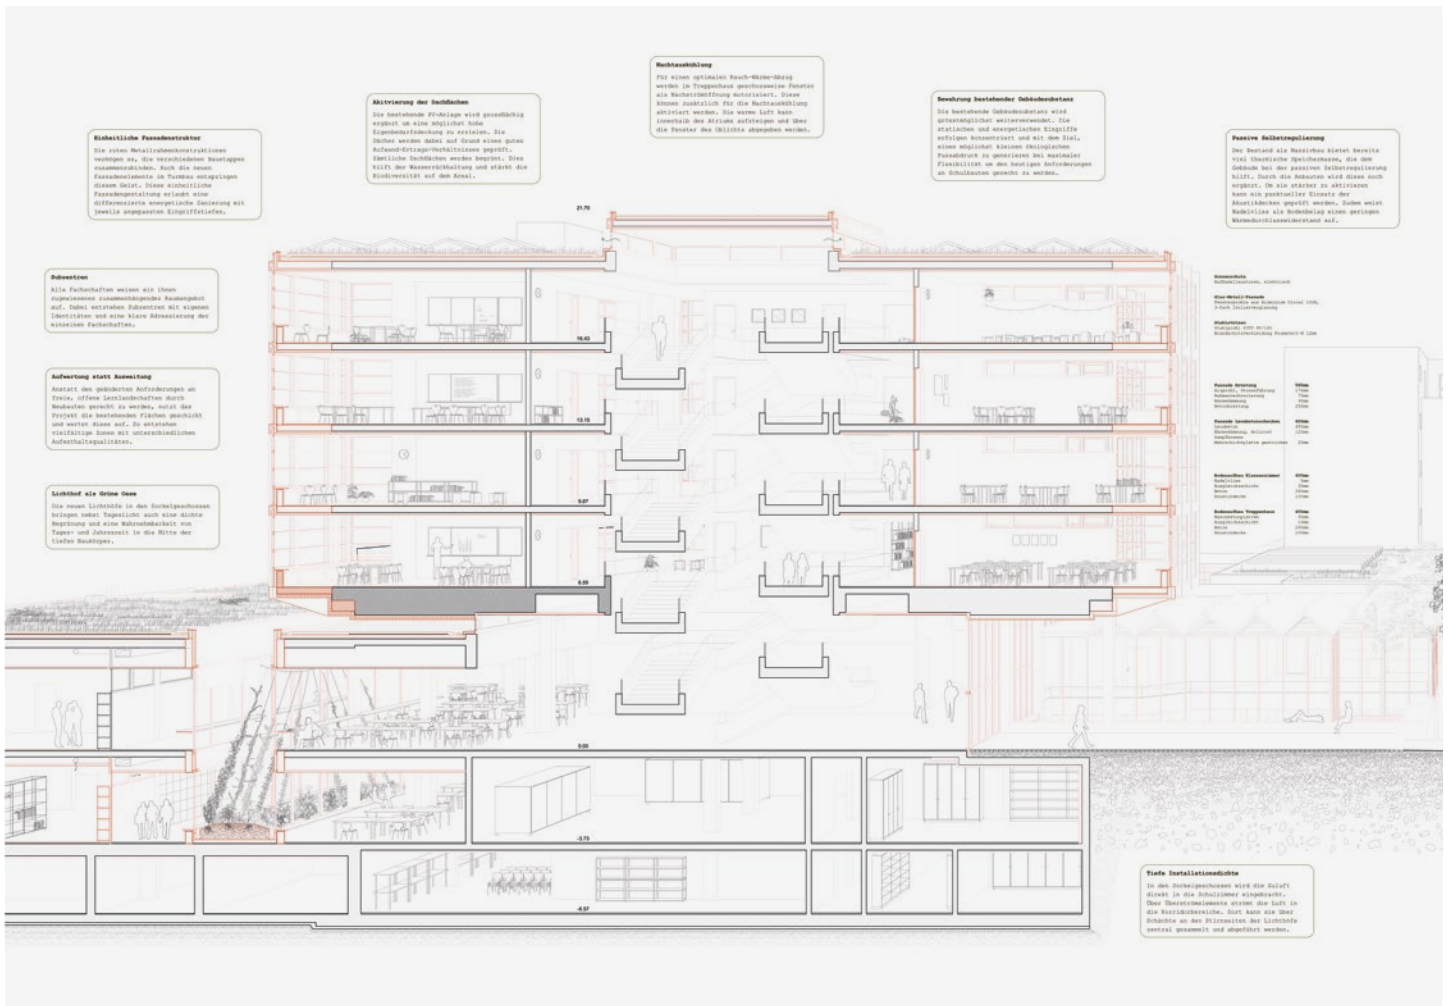 Nachtauskühlung
Für einen optimalen Rauch-Wärme-Abzug
werden im Treppenhaus geschossweise Fenster
als Nachströmöffnung motorisiert. Diese
können zusätzlich für die Nachtauskühlung
aktiviert werden. Die warme Luft kann
innerhalb des Atriums aufsteigen und über
die Fenster des Oblichts abgegeben werden.
Aktivierung der Dachflächen
Die bestehende PV-Anlage wird grossflächig
ergänzt um eine möglichst hohe
Eigenbedarfsdeckung zu erzielen. Die
Dächer werden dabei auf Grund eines guten
Aufwand-Ertrags-Verhältnisses geprüft.
Sämtliche Dachflächen werden begrünt. Dies
hilft der Wasserrückhaltung und stärkt die
Biodiversität auf dem Areal.
Bewahrung bestehender Gebäudesubstanz
Die bestehende Gebäudesubstanz wird
grösstmöglichst weiterverwendet. Die
statischen und energetischen Eingriffe
erfolgen konzentriert und mit dem Ziel,
einen möglichst kleinen ökologischen
Fussabdruck zu generieren bei maximaler
Flexibilität um den heutigen Anforderungen
an Schulbauten gerecht zu werden.
Einheitliche Fassadenstruktur
Die roten Metallrahmenkonstruktionen
vermögen es, die verschiedenen Bauetappen
zusammenzubinden. Auch die neuen
Fassadenelemente im Turmbau entspringen
diesem Geist. Diese einheitliche
Fassadengestaltung erlaubt eine
differenzierte energetische Sanierung mit
jeweils angepassten Eingriffstiefen.
Passive Selbstregulierung
Der Bestand als Massivbau bietet bereits
viel thermische Speichermasse, die dem
Gebäude bei der passiven Selbstregulierung
hilft. Durch die Anbauten wird diese noch
ergänzt. Um sie stärker zu aktivieren
kann ein punktueller Einsatz der
Akustikdecken geprüft werden. Zudem weist
Nadelvlies als Bodenbelag einen geringen
Wärmedurchlasswiderstand auf.
21.70
Subzentren
Alle Fachschaften weisen ein ihnen
zugewiesenes zusammenhängendes Raumangebot
auf. Dabei entstehen Subzentren mit eigenen
Identitäten und eine klare Adressierung der
einzelnen Fachschaften.
Sonnenschutz
Glas-Metall-Fassade
Stahlstützen
16.43
Aufwertung statt Ausweitung
Anstatt den geänderten Anforderungen an
freie, offene Lernlandschaften durch
Neubauten gerecht zu werden, nutzt das
Projekt die bestehenden Flächen geschickt
und wertet diese auf. So entstehen
vielfältige Zonen mit unterschiedlichen
Aufenthaltsqualitäten.
13.15
Lichthof als Grüne Oase
Die neuen Lichthöfe in den Sockelgeschossen
bringen nebst Tageslicht auch eine dichte
Begrünung und eine Wahrnehmbarkeit von
Tages- und Jahreszeit in die Mitte der
tiefen Baukörper.
Bodenaufbau Klassenzimmer
Nadelvlies
Beton
Akustikdecke
Bodenaufbau Treppenhaus
Beton
Akustikdecke
9.87
6.59
0.00
-3.73
-6.97
Tiefe Installationsdichte
In den Sockelgeschossen wird die Zuluft
direkt in die Schulzimmer eingebracht.
Über Überströmelemente strömt die Luft in
die Korridorbereiche. Dort kann sie über
Schächte an den Stirnseiten der Lichthöfe
zentral gesammelt und abgeführt werden.